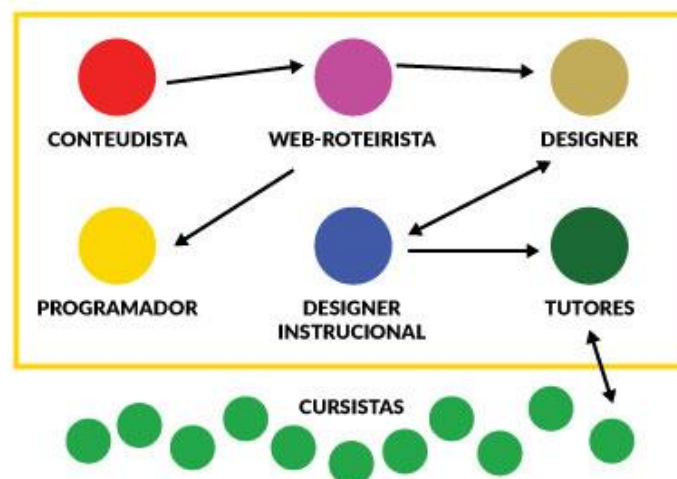 CONTEUDISTA
WEB-ROTEIRISTA
DESIGNER
PROGRAMADOR
DESIGNER
INSTRUCIONAL
TUTORES
CURSISTAS